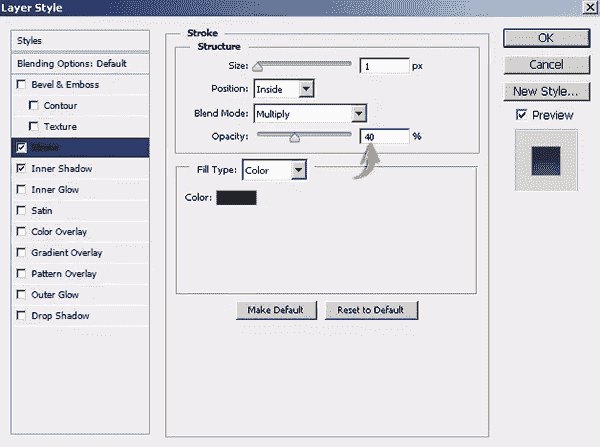 Layer Style
Styles
Blending Options: Default
Bevel & Emboss
Contour
Texture
Stroke
Inner Shadow
Inner Glow
Satin
Color Overlay
Gradient Overlay
Pattern Overlay
Outer Glow
Drop Shadow
Stroke
Structure
Size: 1 px
Position: Inside
Blend Mode: Multiply
Opacity: 40 %
Fill Type: Color
Color:
Make Default Reset to Default
OK
Cancel
New Style...
Preview